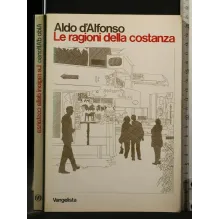 Aldo d'Alfonso
Le ragioni della costanza
Vangelista